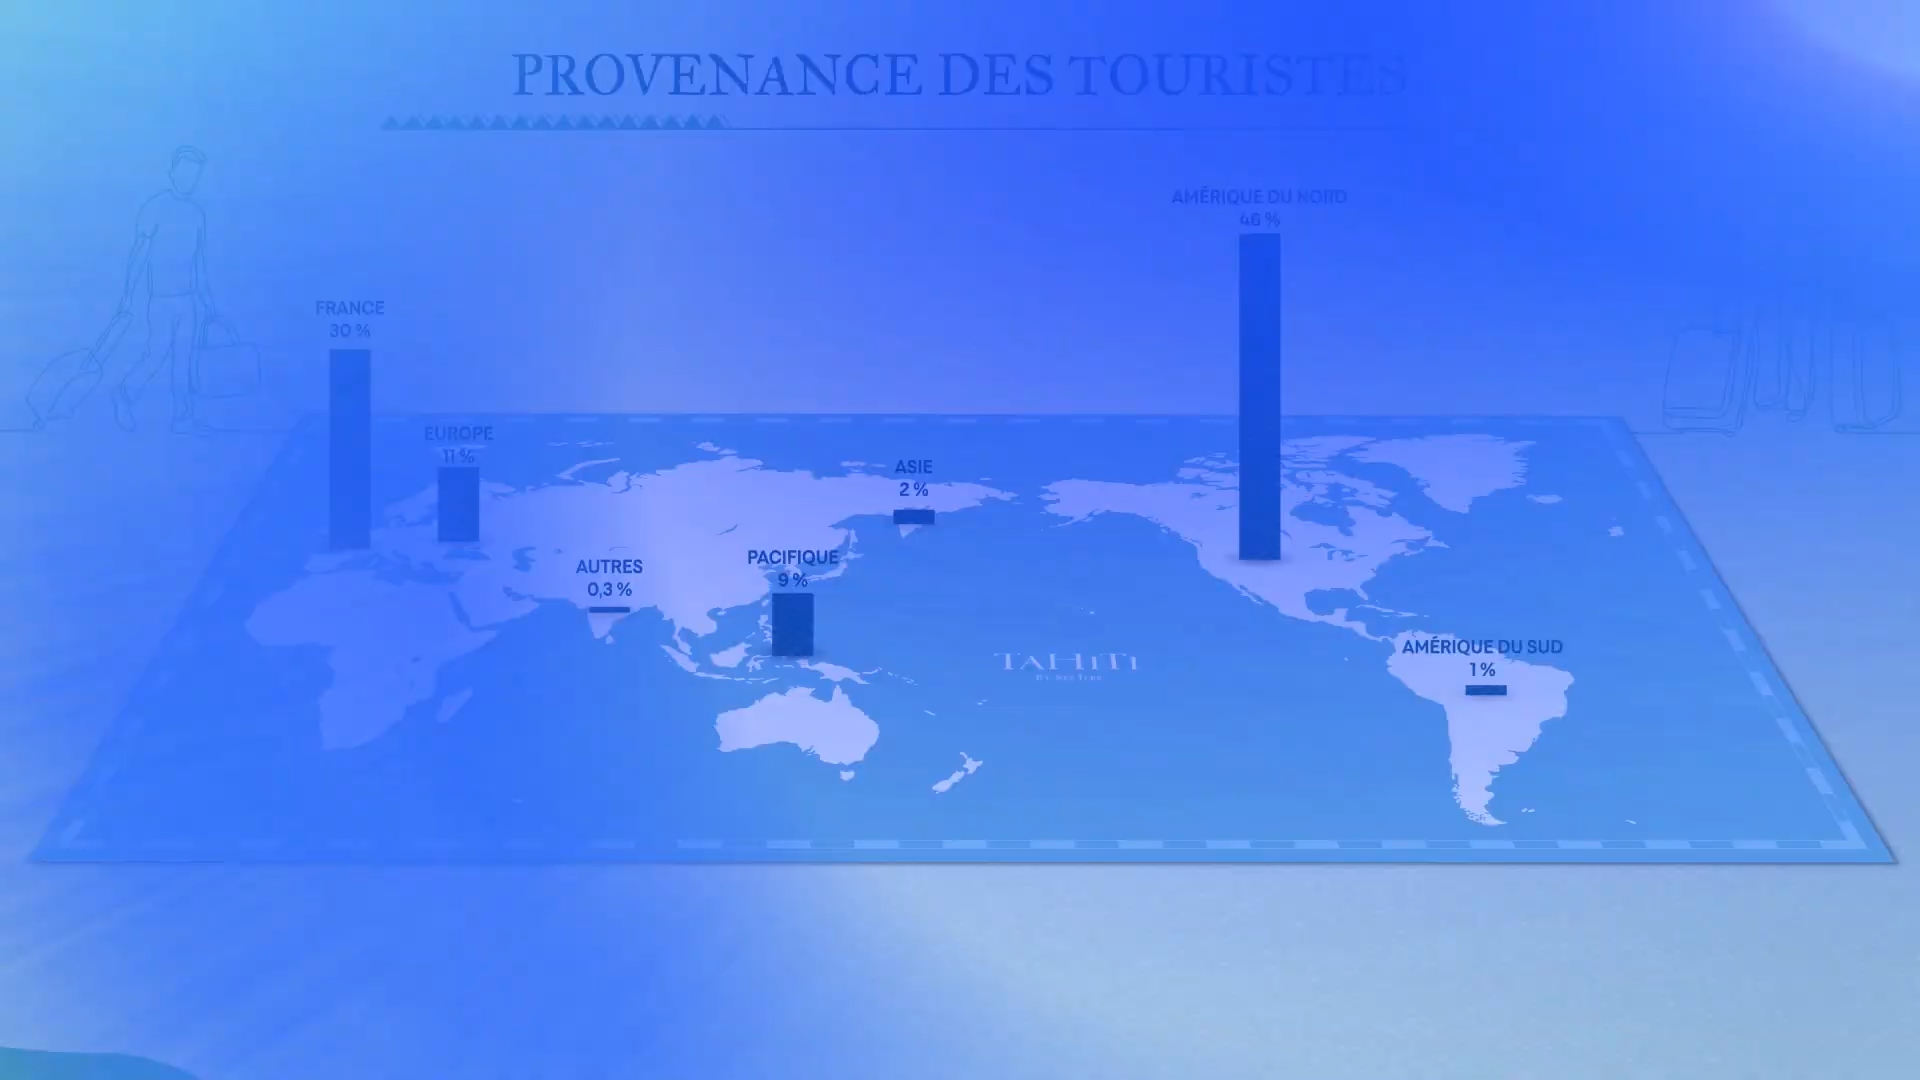 PROVENANCE DES TOURISTES
AMÉRIQUE DU NORD
46 %
FRANCE
30 %
EUROPE
11 %
ASIE
2 %
PACIFIQUE
9 %
AUTRES
0,3 %
AMÉRIQUE DU SUD
1 %
TAHITI